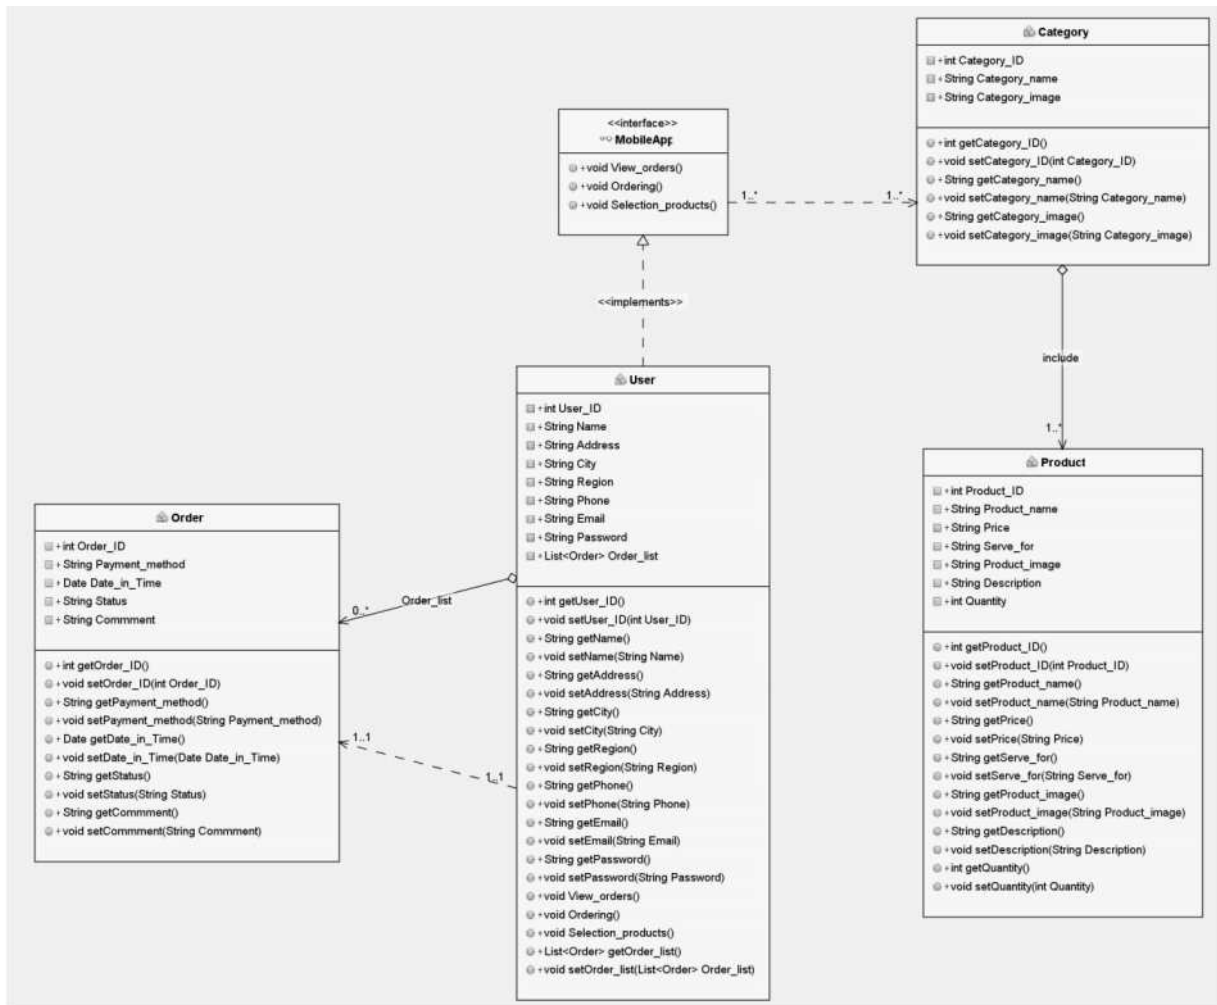 Category
+int Category_ID
+String Category_name
+String Category_image
+int getCategory_ID()
+void setCategory_ID(int Category_ID)
+String getCategory_name()
+void setCategory_name(String Category_name)
+String getCategory_image()
+void setCategory_image(String Category_image)
<<interface>>
MobileApp
+void View_orders()
+void Ordering()
+void Selection_products()
1..*
1..*
<<implements>>
include
1..*
User
+int User_ID
+String Name
+String Address
+String City
+String Region
+String Phone
+String Email
+String Password
+List<Order> Order_list
+int getUser_ID()
+void setUser_ID(int User_ID)
+String getName()
+void setName(String Name)
+String getAddress()
+void setAddress(String Address)
+String getCity()
+void setCity(String City)
+String getRegion()
+void setRegion(String Region)
+String getPhone()
+void setPhone(String Phone)
+String getEmail()
+void setEmail(String Email)
+String getPassword()
+void setPassword(String Password)
+void View_orders()
+void Ordering()
+void Selection_products()
+List<Order> getOrder_list()
+void setOrder_list(List<Order> Order_list)
Order_list
0..*
1..1
1..1
Order
+int Order_ID
+String Payment_method
+Date Date_in_Time
+String Status
+String Commment
+int getOrder_ID()
+void setOrder_ID(int Order_ID)
+String getPayment_method()
+void setPayment_method(String Payment_method)
+Date getDate_in_Time()
+void setDate_in_Time(Date Date_in_Time)
+String getStatus()
+void setStatus(String Status)
+String getCommment()
+void setCommment(String Commment)
Product
+int Product_ID
+String Product_name
+String Price
+String Serve_for
+String Product_image
+String Description
+int Quantity
+int getProduct_ID()
+void setProduct_ID(int Product_ID)
+String getProduct_name()
+void setProduct_name(String Product_name)
+String getPrice()
+void setPrice(String Price)
+String getServe_for()
+void setServe_for(String Serve_for)
+String getProduct_image()
+void setProduct_image(String Product_image)
+String getDescription()
+void setDescription(String Description)
+int getQuantity()
+void setQuantity(int Quantity)